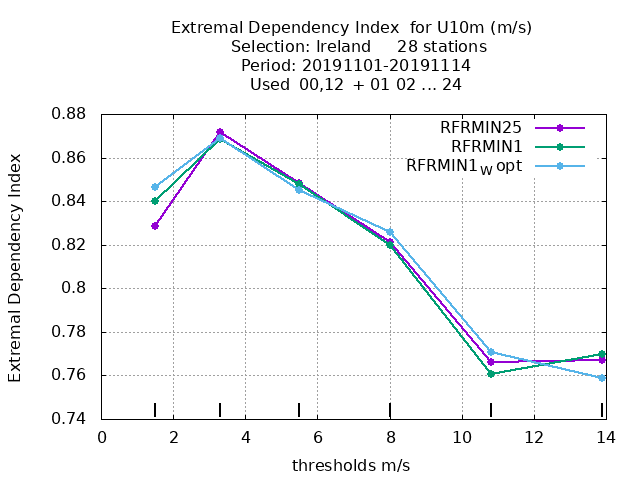 Extremal Dependency Index  for U10m (m/s)
Selection: Ireland     28 stations
Period: 20191101-20191114
Used  00,12  + 01 02 ... 24
RFRMIN25
RFRMIN1
RFRMIN1W opt
Extremal Dependency Index
0.88
0.86
0.84
0.82
0.8
0.78
0.76
0.74
0 2 4 6 8 10 12 14
thresholds m/s